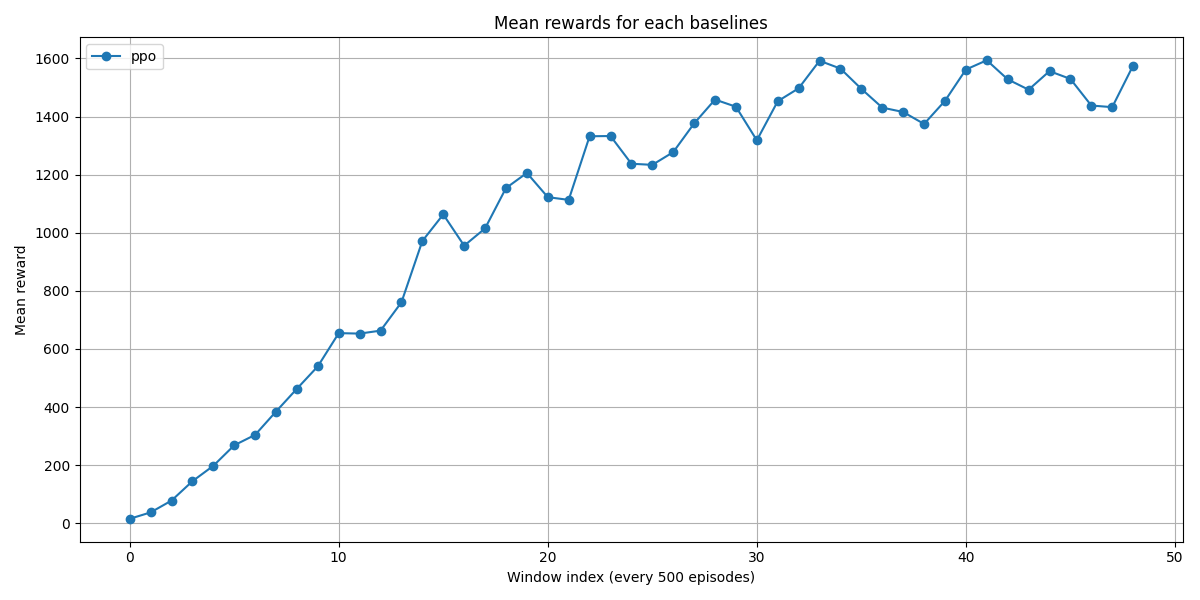 Mean rewards for each baselines
ppo
Mean reward
1600
1400
1200
1000
800
600
400
200
0
0 10 20 30 40 50
Window index (every 500 episodes)